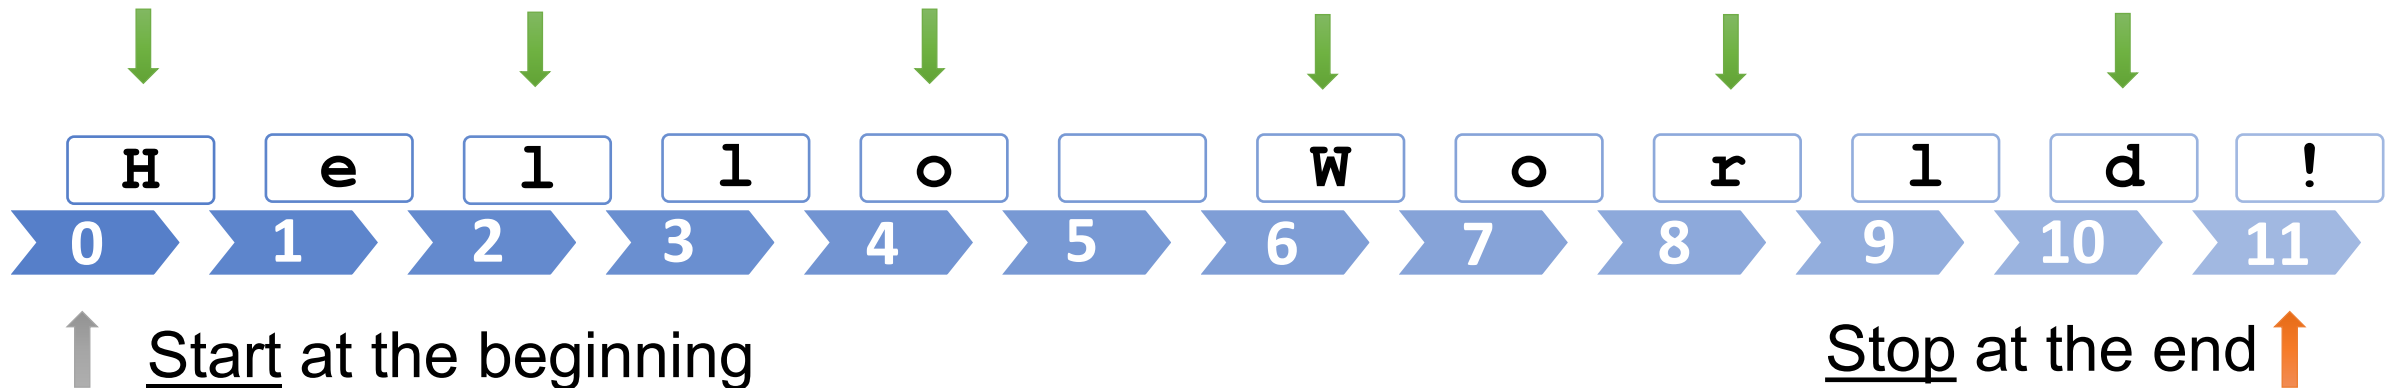 H e l l o W o r l d !
0 1 2 3 4 5 6 7 8 9 10 11
Start at the beginning
Stop at the end